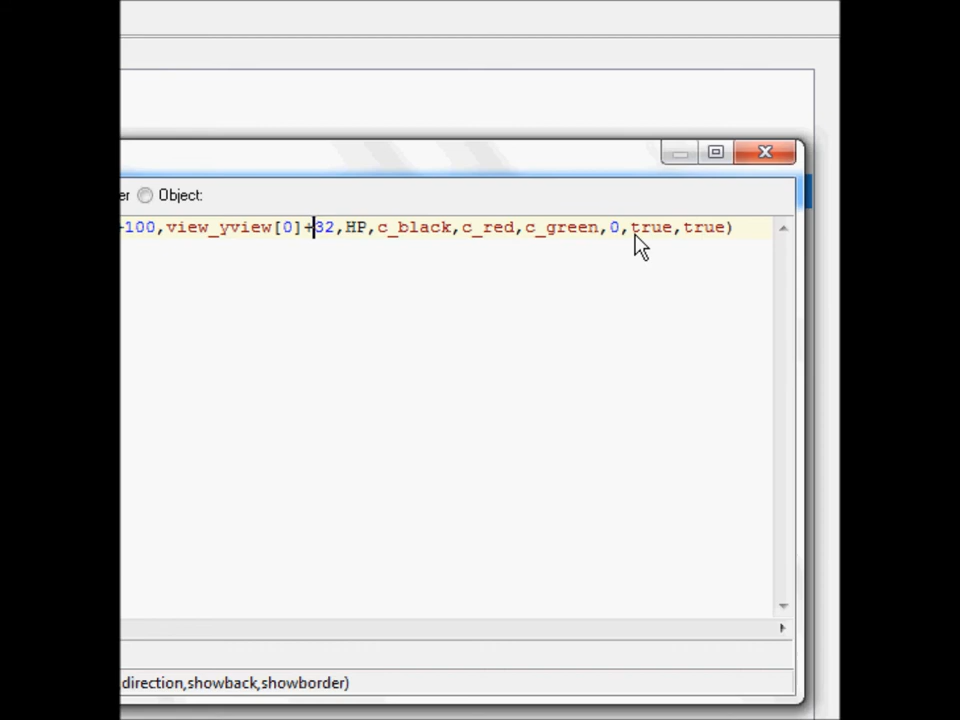 er Object:
+100,view_yview[0]+32,HP,c_black,c_red,c_green,0,true,true)
direction,showback,showborder)